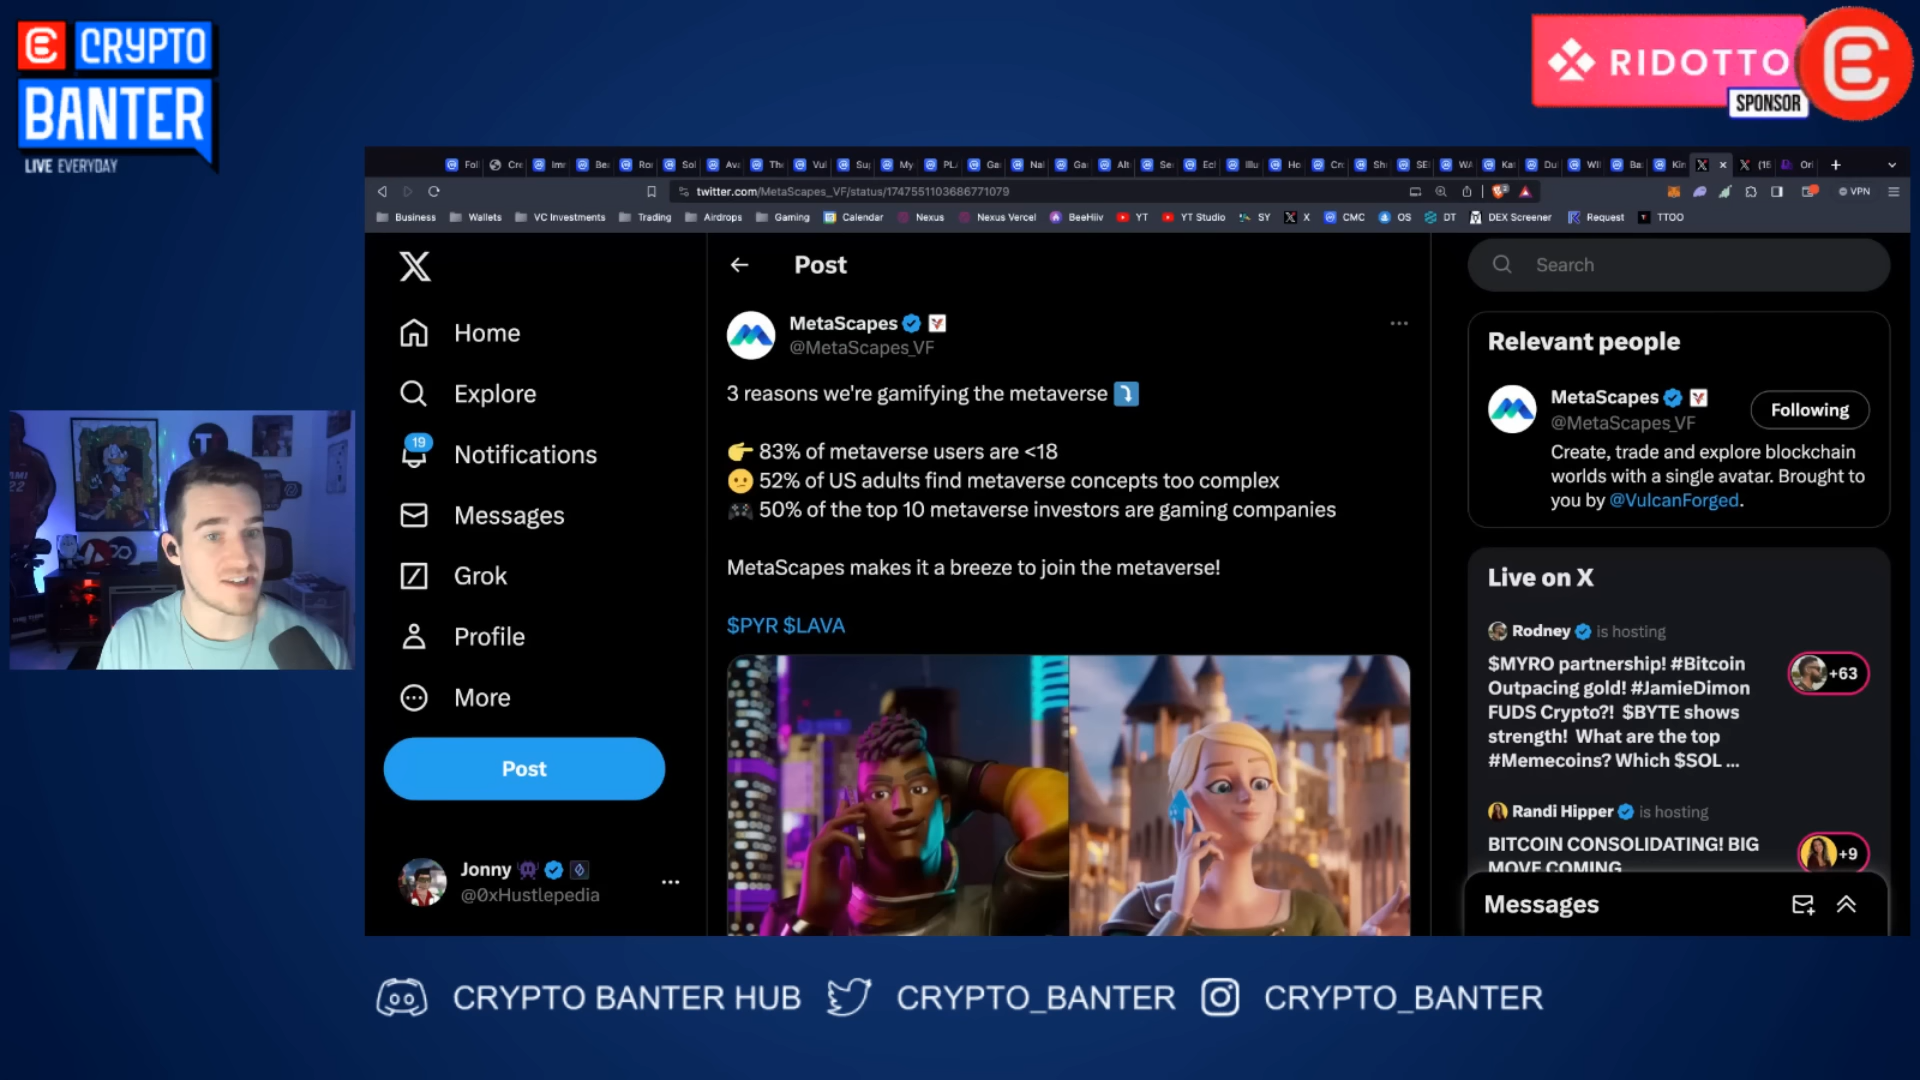 CRYPTO
BANTER
LIVE EVERYDAY
RIDOTTO
SPONSOR
twitter.com/MetaScapes_VF/status/1747551103686771079
VPN
Business Wallets VC Investments Trading Airdrops Gaming Calendar Nexus Nexus Vercel BeeHiiv YT YT Studio SY X CMC OS DT DEX Screener Request TTOO
Post
Search
Home
Explore
19
Notifications
Messages
Grok
Profile
More
Post
Jonny
@0xHustlepedia
MetaScapes
@MetaScapes_VF
3 reasons we're gamifying the metaverse
83% of metaverse users are <18
52% of US adults find metaverse concepts too complex
50% of the top 10 metaverse investors are gaming companies
MetaScapes makes it a breeze to join the metaverse!
$PYR $LAVA
Relevant people
MetaScapes
@MetaScapes_VF
Following
Create, trade and explore blockchain
worlds with a single avatar. Brought to
you by @VulcanForged.
Live on X
Rodney is hosting
$MYRO partnership! #Bitcoin
Outpacing gold! #JamieDimon
FUDS Crypto?! $BYTE shows
strength! What are the top
#Memecoins? Which $SOL ...
+63
Randi Hipper is hosting
BITCOIN CONSOLIDATING! BIG
MOVE COMING
+9
Messages
CRYPTO BANTER HUB CRYPTO_BANTER CRYPTO_BANTER